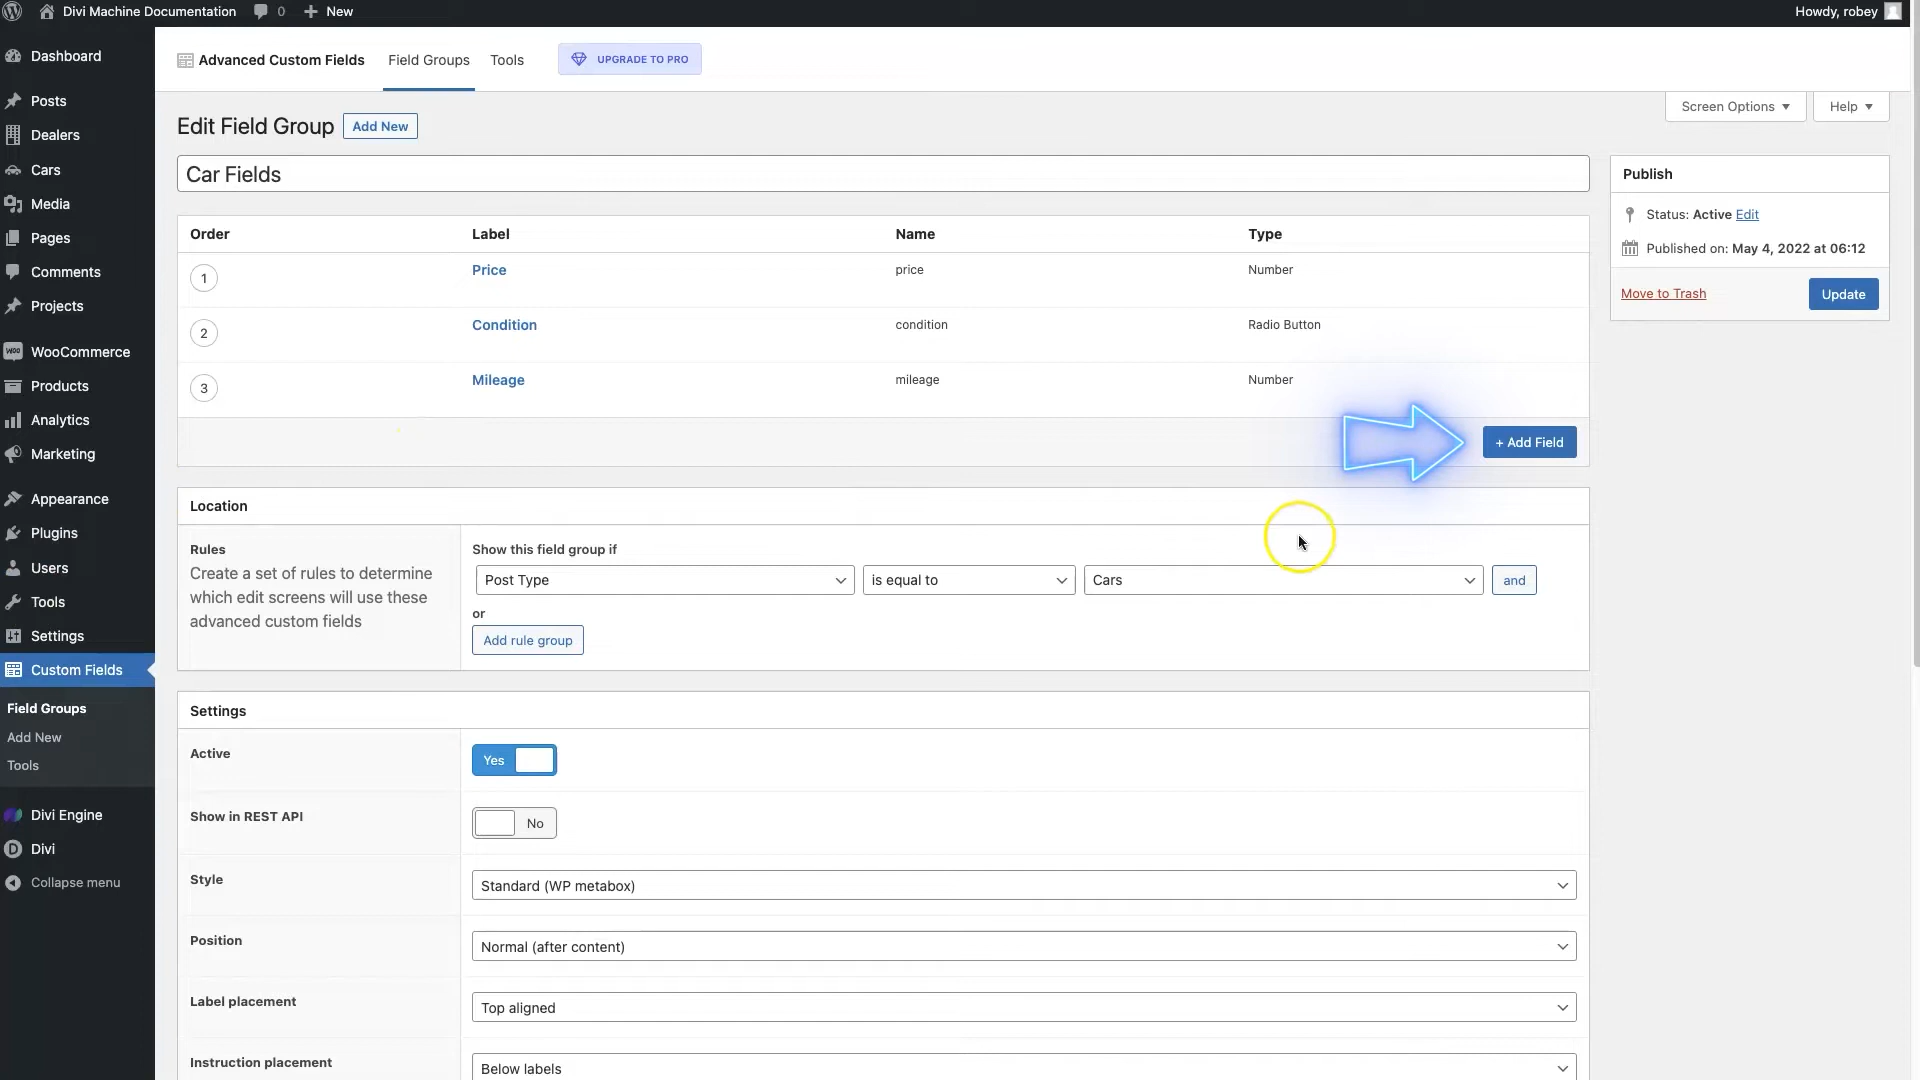 Divi Machine Documentation 0 New Howdy, robey
Dashboard
Posts
Dealers
Cars
Media
Pages
Comments
Projects
WooCommerce
Products
Analytics
Marketing
Appearance
Plugins
Users
Tools
Settings
Custom Fields
Field Groups
Add New
Tools
Divi Engine
Divi
Collapse menu
Advanced Custom Fields Field Groups Tools UPGRADE TO PRO
Screen Options Help
Edit Field Group Add New
Car Fields
Order Label Name Type
1 Price price Number
2 Condition condition Radio Button
3 Mileage mileage Number
+ Add Field
Location
Rules
Create a set of rules to determine
which edit screens will use these
advanced custom fields
Show this field group if
Post Type is equal to Cars and
or
Add rule group
Settings
Active Yes
Show in REST API No
Style Standard (WP metabox)
Position Normal (after content)
Label placement Top aligned
Instruction placement Below labels
Publish
Status: Active Edit
Published on: May 4, 2022 at 06:12
Move to Trash Update